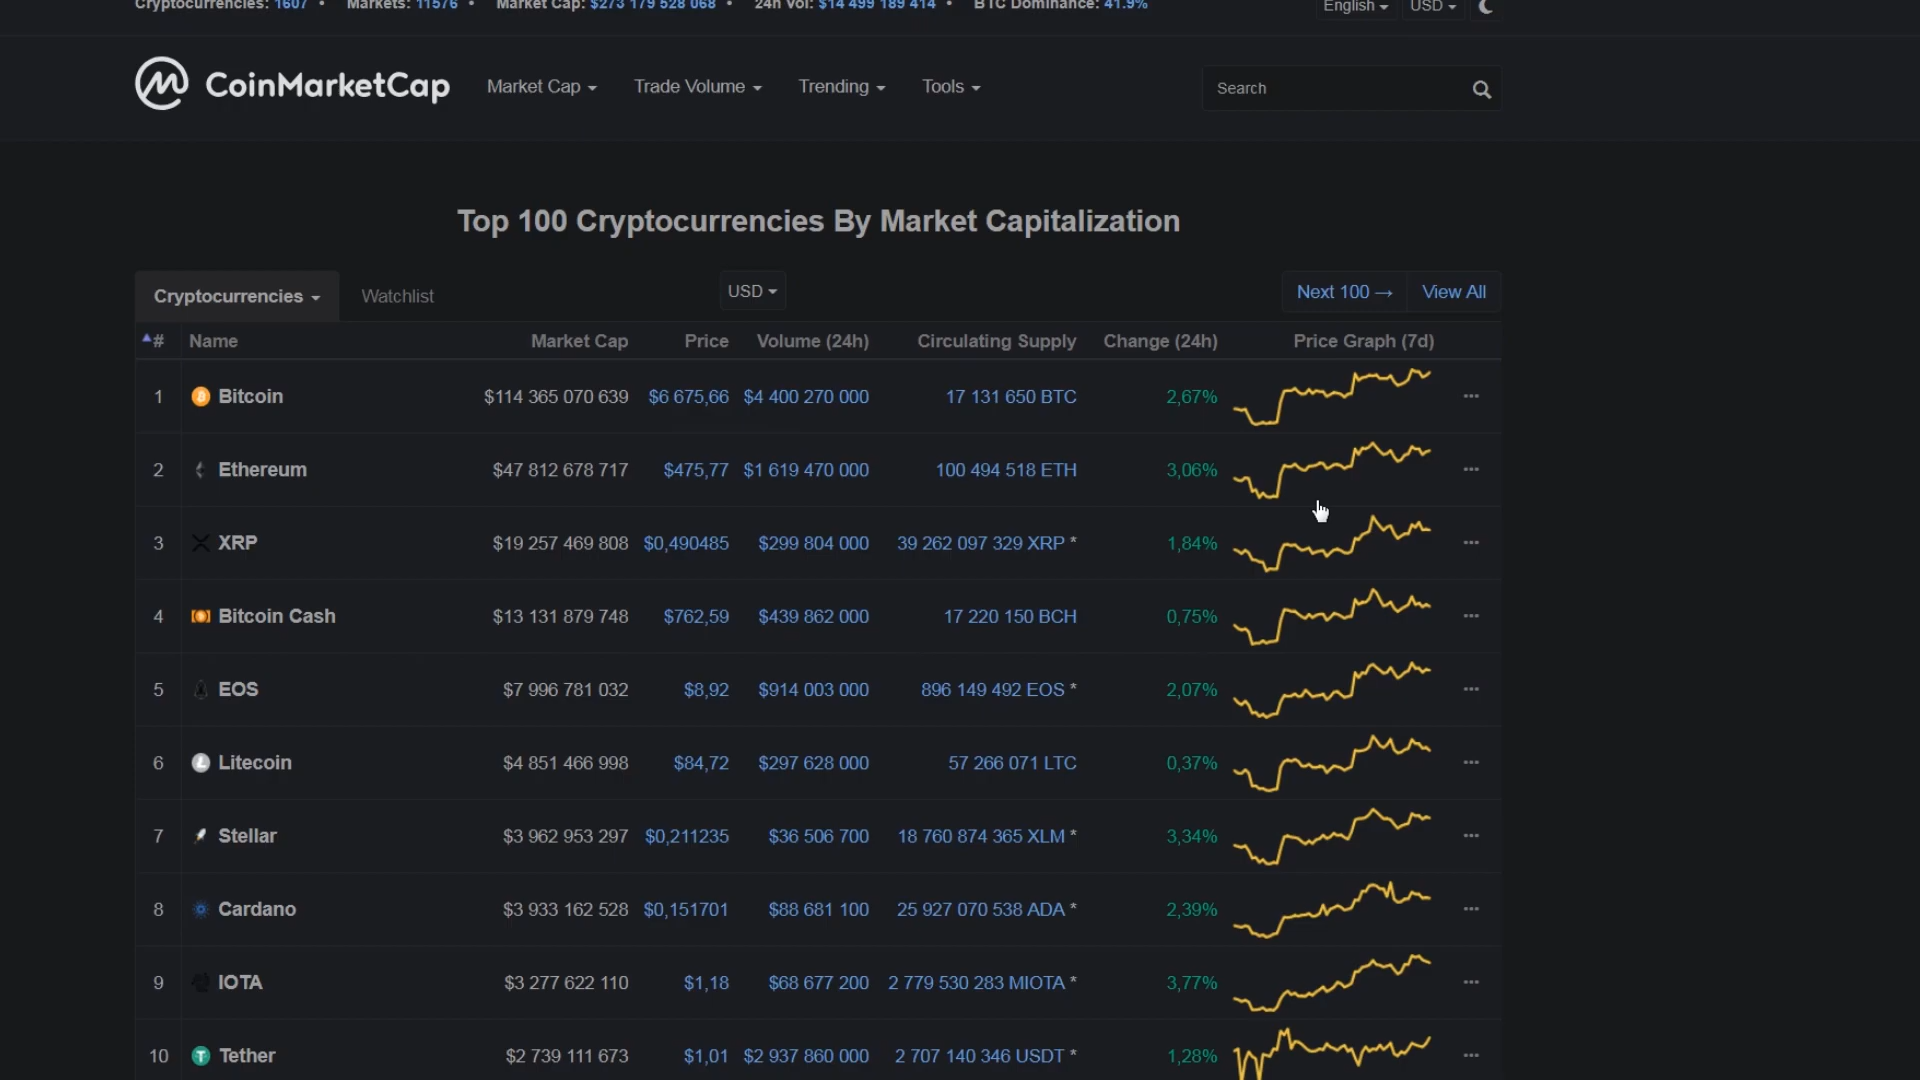 Cryptocurrencies: 1607 • Markets: 11576 • Market Cap: $273 179 528 068 • 24h Vol: $14 499 189 414 • BTC Dominance: 41.9% English USD
CoinMarketCap Market Cap Trade Volume Trending Tools Search
Top 100 Cryptocurrencies By Market Capitalization
Cryptocurrencies Watchlist USD Next 100 → View All
# Name Market Cap Price Volume (24h) Circulating Supply Change (24h) Price Graph (7d)
1 Bitcoin $114 365 070 639 $6 675,66 $4 400 270 000 17 131 650 BTC 2,67%
2 Ethereum $47 812 678 717 $475,77 $1 619 470 000 100 494 518 ETH 3,06%
3 XRP $19 257 469 808 $0,490485 $299 804 000 39 262 097 329 XRP * 1,84%
4 Bitcoin Cash $13 131 879 748 $762,59 $439 862 000 17 220 150 BCH 0,75%
5 EOS $7 996 781 032 $8,92 $914 003 000 896 149 492 EOS * 2,07%
6 Litecoin $4 851 466 998 $84,72 $297 628 000 57 266 071 LTC 0,37%
7 Stellar $3 962 953 297 $0,211235 $36 506 700 18 760 874 365 XLM * 3,34%
8 Cardano $3 933 162 528 $0,151701 $88 681 100 25 927 070 538 ADA * 2,39%
9 IOTA $3 277 622 110 $1,18 $68 677 200 2 779 530 283 MIOTA * 3,77%
10 Tether $2 739 111 673 $1,01 $2 937 860 000 2 707 140 346 USDT * 1,28%